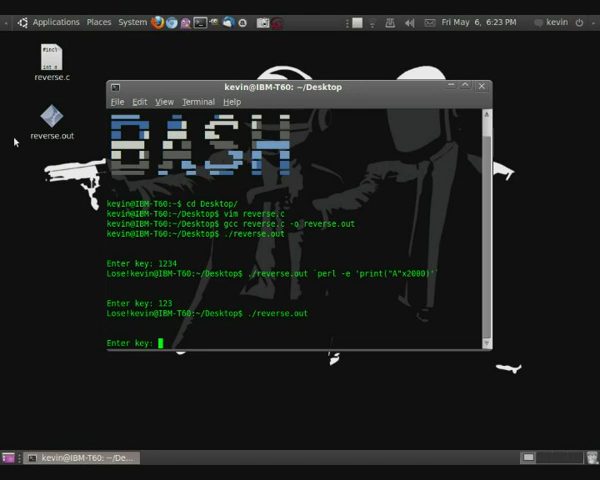 Applications Places System
Fri May 6, 6:23 PM
kevin
#incl
int m
reverse.c
reverse.out
kevin@IBM-T60: ~/Desktop
File Edit View Terminal Help
BASH
kevin@IBM-T60:~$ cd Desktop/
kevin@IBM-T60:~/Desktop$ vim reverse.c
kevin@IBM-T60:~/Desktop$ gcc reverse.c -o reverse.out
kevin@IBM-T60:~/Desktop$ ./reverse.out
Enter key: 1234
Lose!kevin@IBM-T60:~/Desktop$ ./reverse.out `perl -e 'print("A"x2000)'`
Enter key: 123
Lose!kevin@IBM-T60:~/Desktop$ ./reverse.out
Enter key:
kevin@IBM-T60: ~/De...